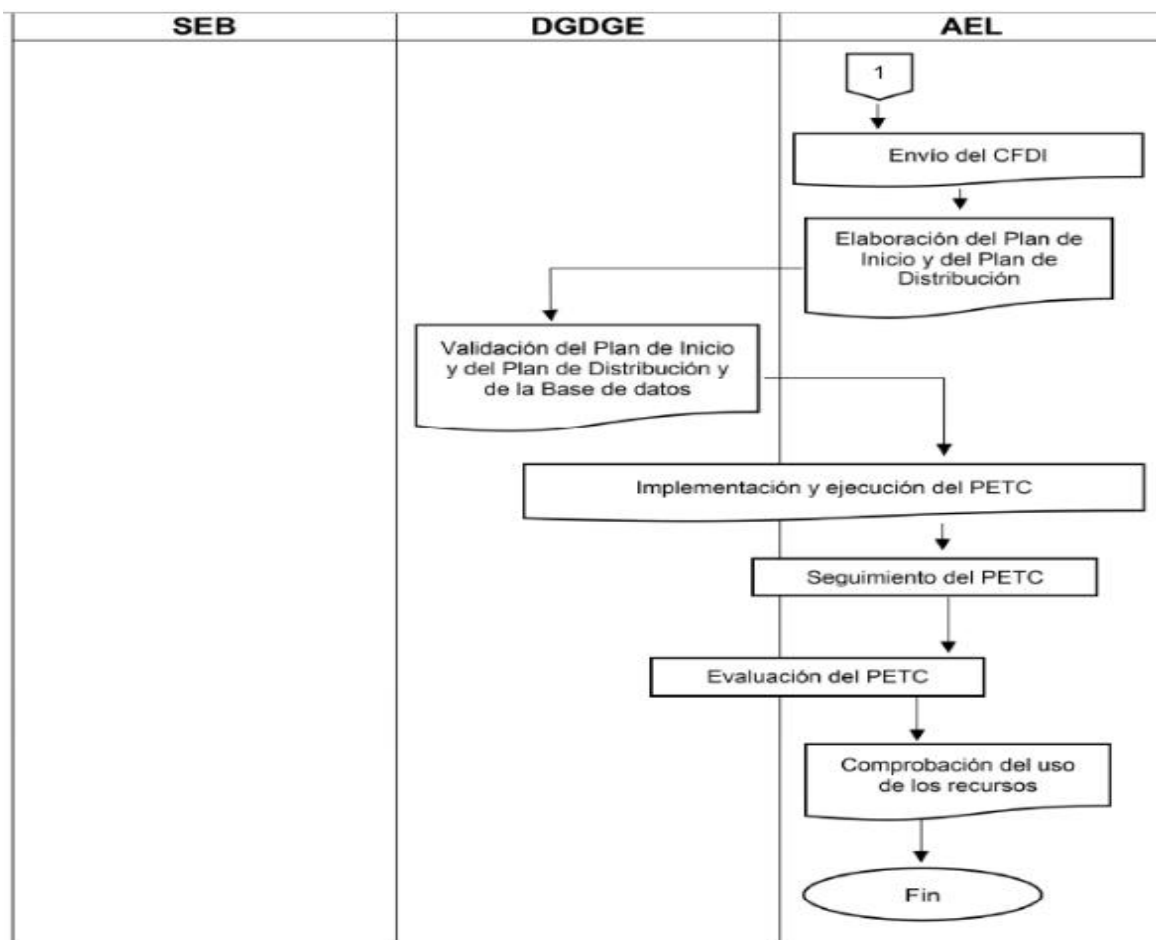 SEB DGDGE AEL
1
Envío del CFDI
Elaboración del Plan de
Inicio y del Plan de
Distribución
Validación del Plan de Inicio
y del Plan de Distribución y
de la Base de datos
Implementación y ejecución del PETC
Seguimiento del PETC
Evaluación del PETC
Comprobación del uso
de los recursos
Fin